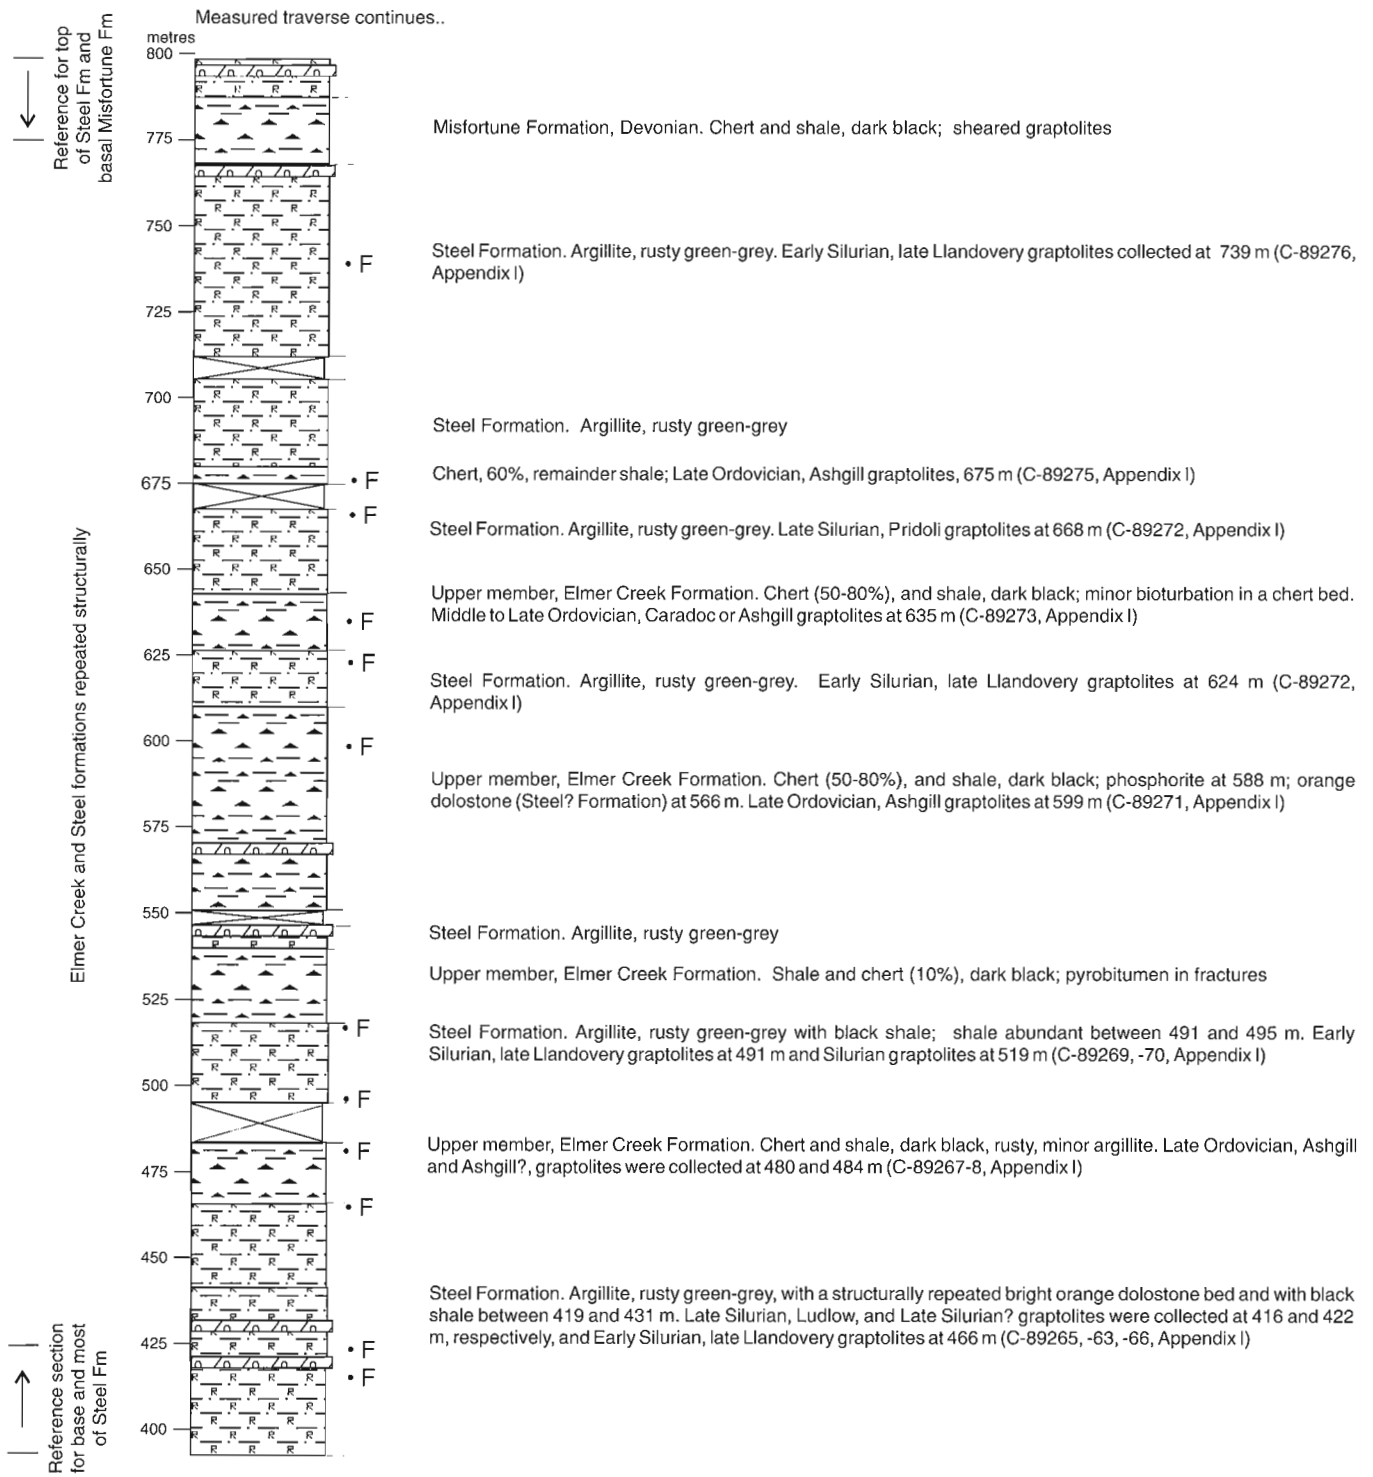 Measured traverse continues..
Reference for top
of Steel Fm and
basal Misfortune Fm
metres
800
775
750
725
700
675
650
625
600
575
550
525
500
475
450
425
400
Misfortune Formation, Devonian. Chert and shale, dark black; sheared graptolites
Steel Formation. Argillite, rusty green-grey. Early Silurian, late Llandovery graptolites collected at 739 m (C-89276,
Appendix I)
• F
Steel Formation. Argillite, rusty green-grey
Chert, 60%, remainder shale; Late Ordovician, Ashgill graptolites, 675 m (C-89275, Appendix I)
• F
• F
Steel Formation. Argillite, rusty green-grey. Late Silurian, Pridoli graptolites at 668 m (C-89272, Appendix I)
Upper member, Elmer Creek Formation. Chert (50-80%), and shale, dark black; minor bioturbation in a chert bed.
Middle to Late Ordovician, Caradoc or Ashgill graptolites at 635 m (C-89273, Appendix I)
• F
• F
Steel Formation. Argillite, rusty green-grey. Early Silurian, late Llandovery graptolites at 624 m (C-89272,
Appendix I)
• F
Upper member, Elmer Creek Formation. Chert (50-80%), and shale, dark black; phosphorite at 588 m; orange
dolostone (Steel? Formation) at 566 m. Late Ordovician, Ashgill graptolites at 599 m (C-89271, Appendix I)
Elmer Creek and Steel formations repeated structurally
Steel Formation. Argillite, rusty green-grey
Upper member, Elmer Creek Formation. Shale and chert (10%), dark black; pyrobitumen in fractures
• F
Steel Formation. Argillite, rusty green-grey with black shale; shale abundant between 491 and 495 m. Early
Silurian, late Llandovery graptolites at 491 m and Silurian graptolites at 519 m (C-89269, -70, Appendix I)
• F
• F
Upper member, Elmer Creek Formation. Chert and shale, dark black, rusty, minor argillite. Late Ordovician, Ashgill
and Ashgill?, graptolites were collected at 480 and 484 m (C-89267-8, Appendix I)
• F
Steel Formation. Argillite, rusty green-grey, with a structurally repeated bright orange dolostone bed and with black
shale between 419 and 431 m. Late Silurian, Ludlow, and Late Silurian? graptolites were collected at 416 and 422
m, respectively, and Early Silurian, late Llandovery graptolites at 466 m (C-89265, -63, -66, Appendix I)
• F
• F
Reference section
for base and most
of Steel Fm